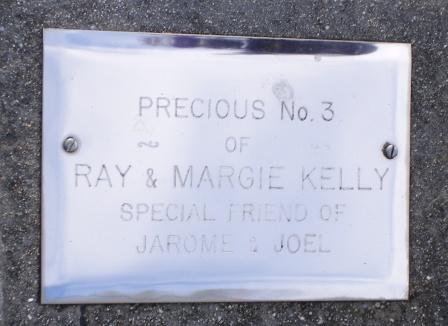 PRECIOUS No. 3
OF
RAY & MARGIE KELLY
SPECIAL FRIEND OF
JAROME & JOEL